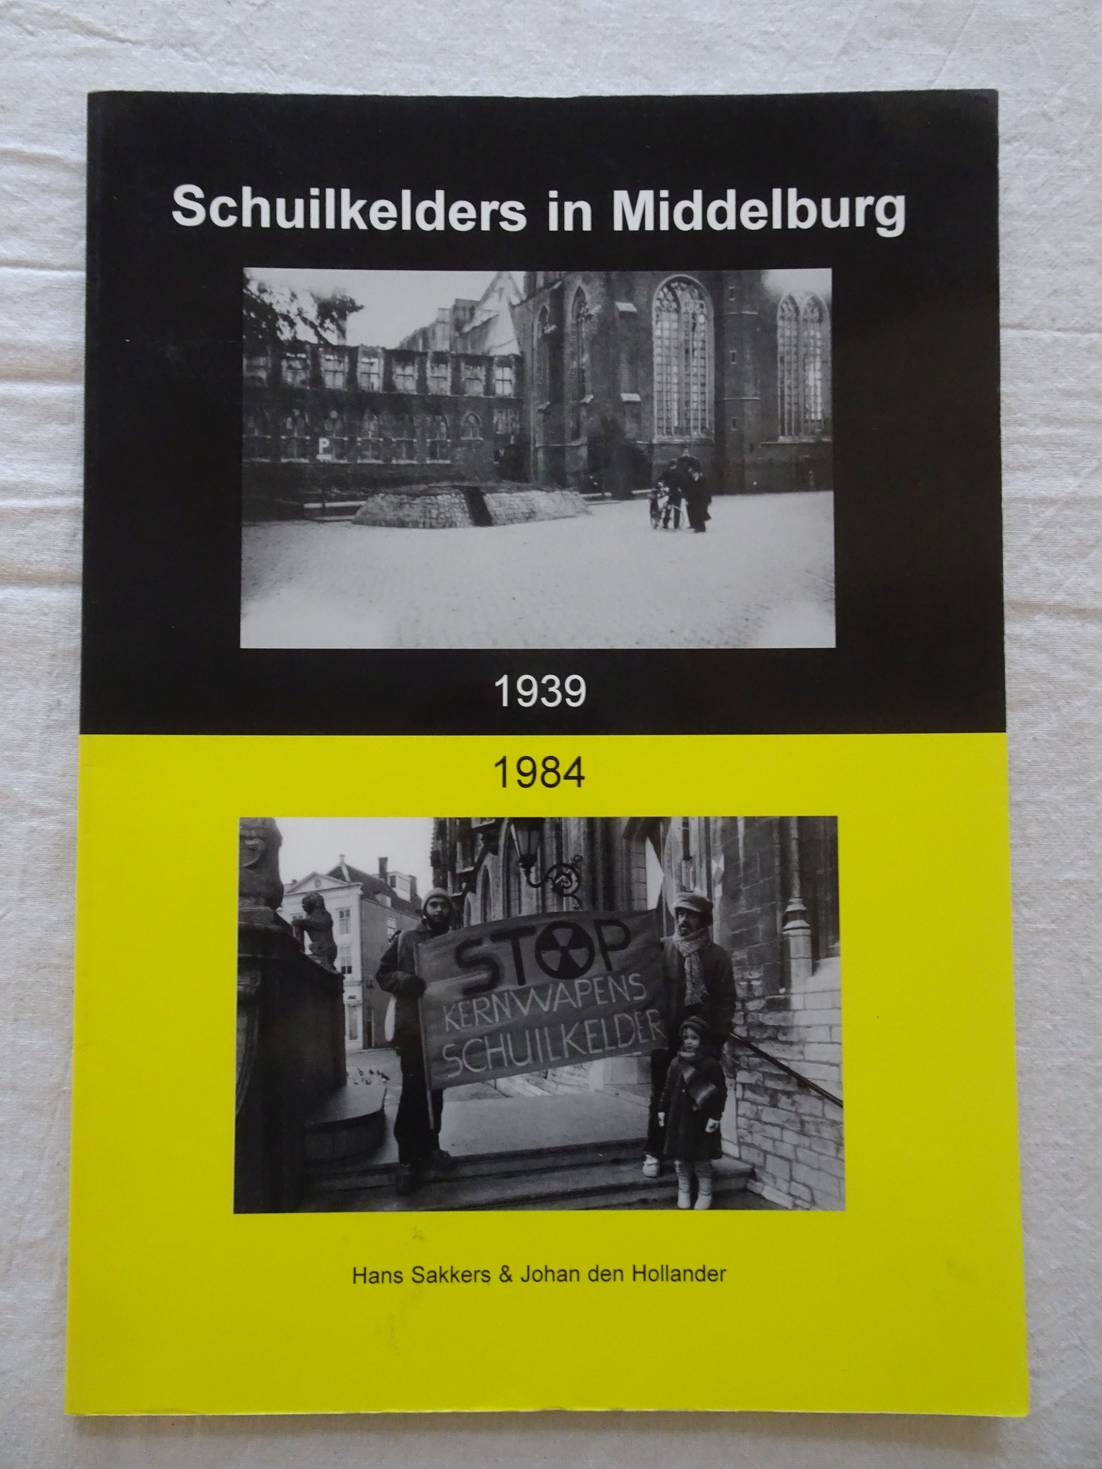 Schuilkelders in Middelburg
P
1939
1984
STOP
KERNWAPENS
SCHUILKELDER
Hans Sakkers & Johan den Hollander